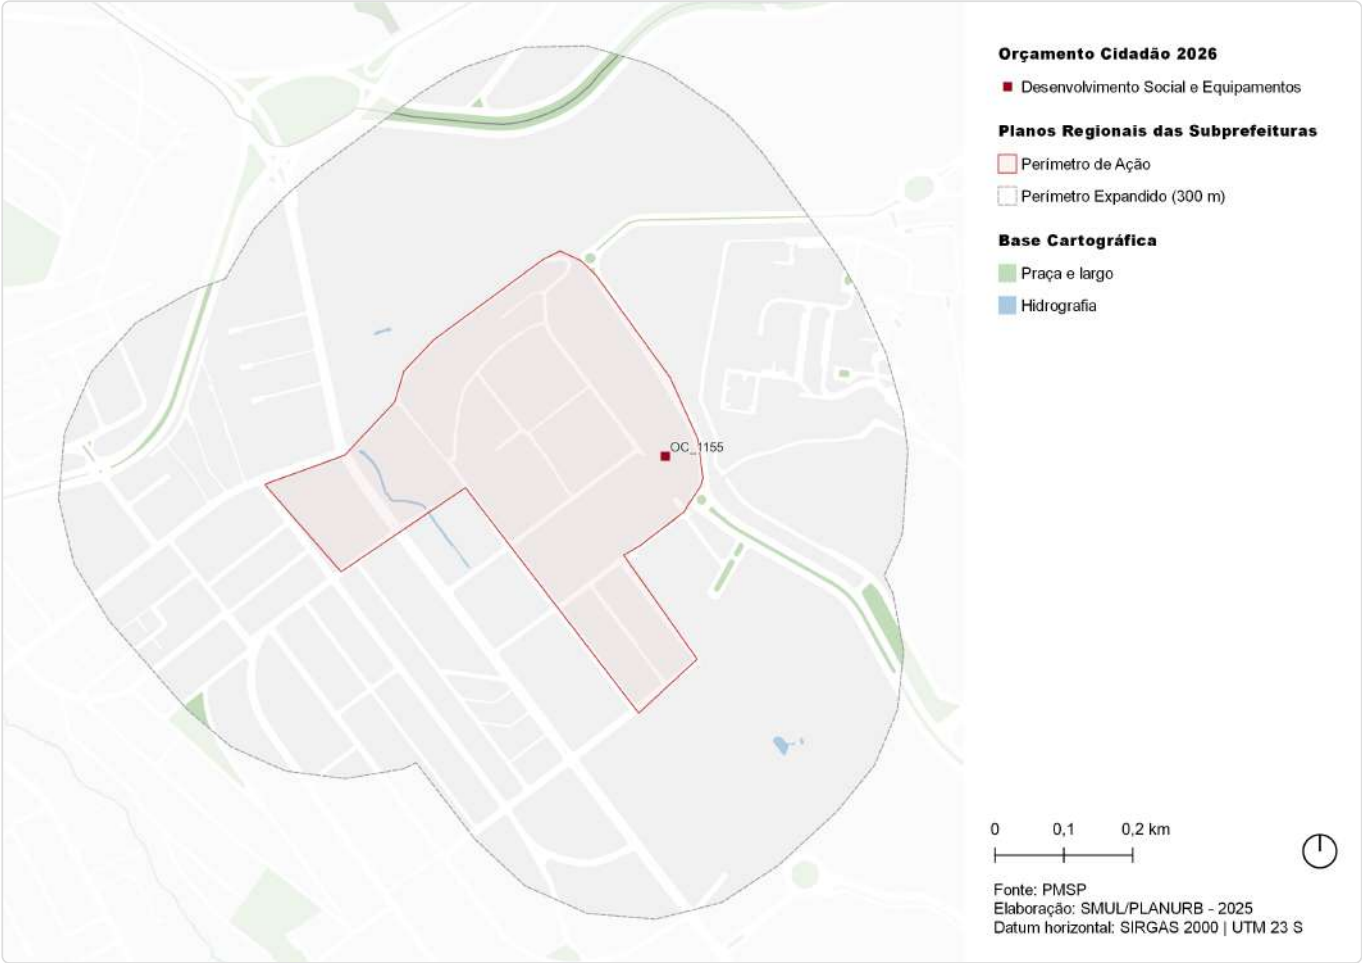 Orçamento Cidadão 2026
Desenvolvimento Social e Equipamentos
Planos Regionais das Subprefeituras
Perímetro de Ação
Perímetro Expandido (300 m)
Base Cartográfica
Praça e largo
Hidrografia
OC_1155
0 0,1 0,2 km
Fonte: PMSP
Elaboração: SMUL/PLANURB - 2025
Datum horizontal: SIRGAS 2000 | UTM 23 S